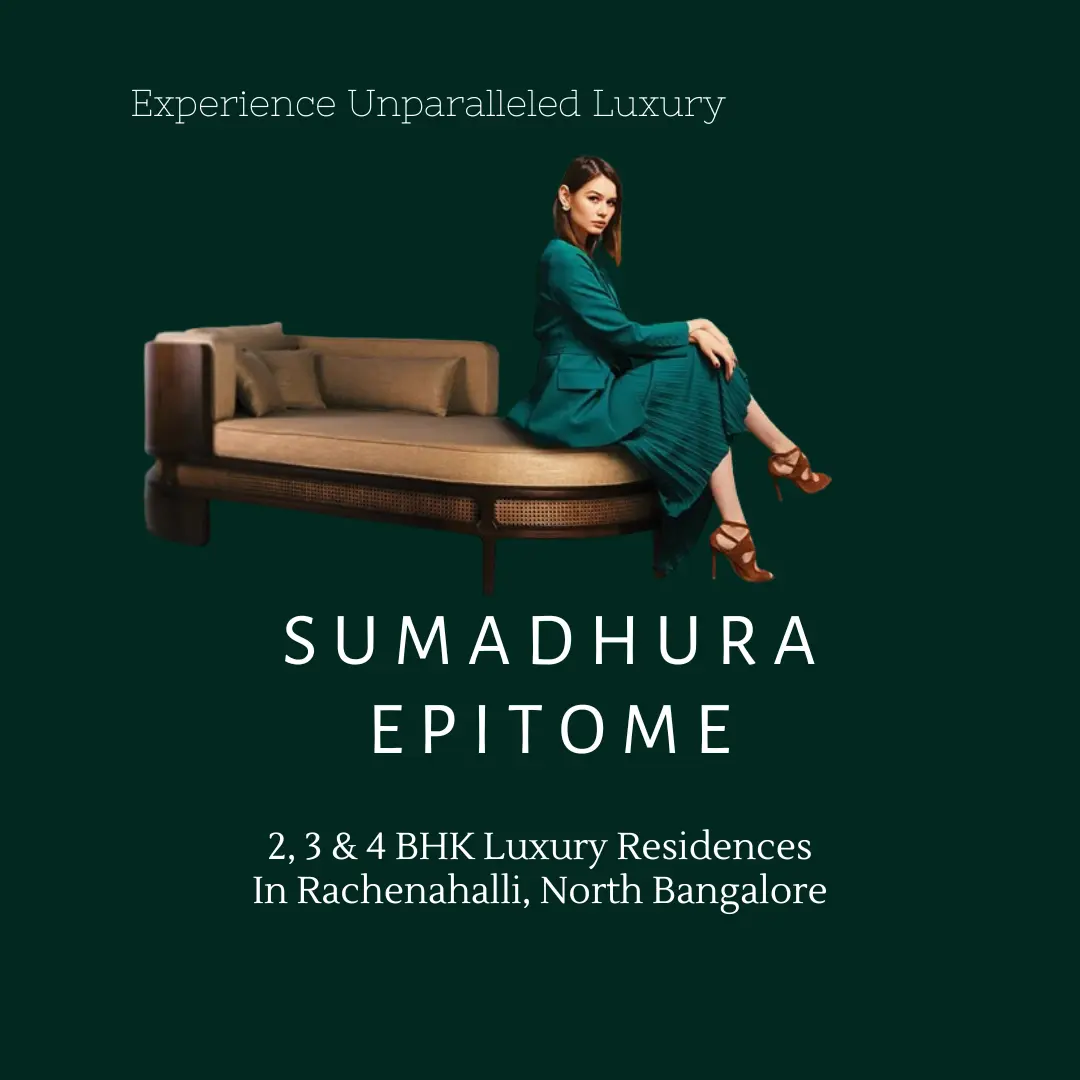 Experience Unparalleled Luxury
SUMADHURA
EPITOME
2, 3 & 4 BHK Luxury Residences
In Rachenahalli, North Bangalore